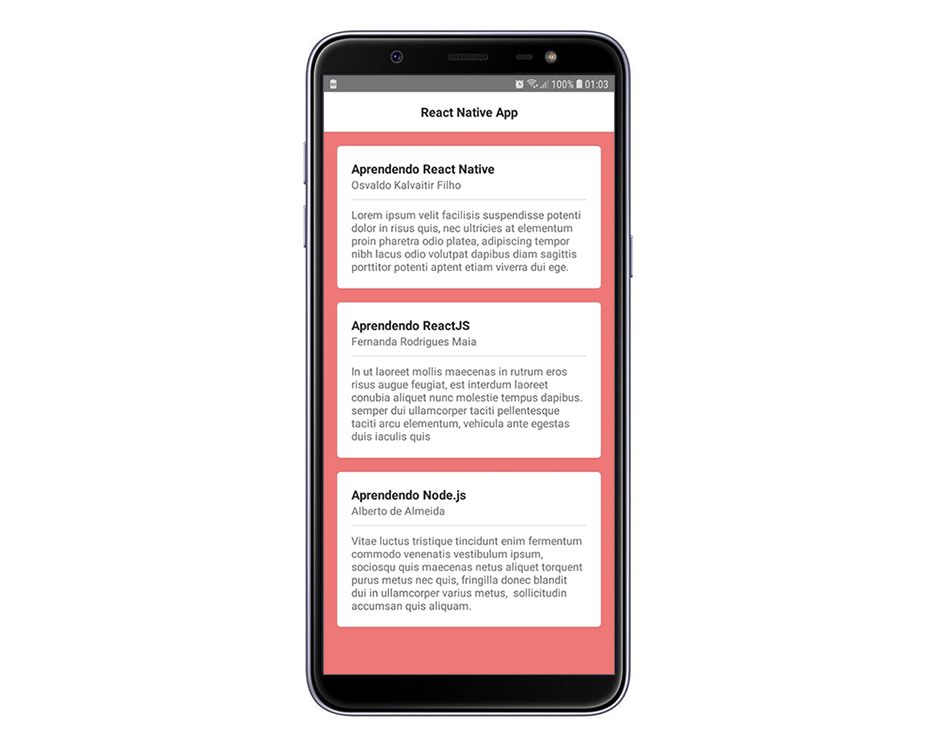 100% 01:03
React Native App
Aprendendo React Native
Osvaldo Kalvaitir Filho
Lorem ipsum velit facilisis suspendisse potenti
dolor in risus quis, nec ultricies at elementum
proin pharetra odio platea, adipiscing tempor
nibh lacus odio volutpat dapibus diam sagittis
porttitor potenti aptent etiam viverra dui ege.
Aprendendo ReactJS
Fernanda Rodrigues Maia
In ut laoreet mollis maecenas in rutrum eros
risus augue feugiat, est interdum laoreet
conubia aliquet nunc molestie tempus dapibus.
semper dui ullamcorper taciti pellentesque
taciti arcu elementum, vehicula ante egestas
duis iaculis quis
Aprendendo Node.js
Alberto de Almeida
Vitae luctus tristique tincidunt enim fermentum
commodo venenatis vestibulum ipsum,
sociosqu quis maecenas netus aliquet torquent
purus metus nec quis, fringilla donec blandit
dui in ullamcorper varius metus,  sollicitudin
accumsan quis aliquam.